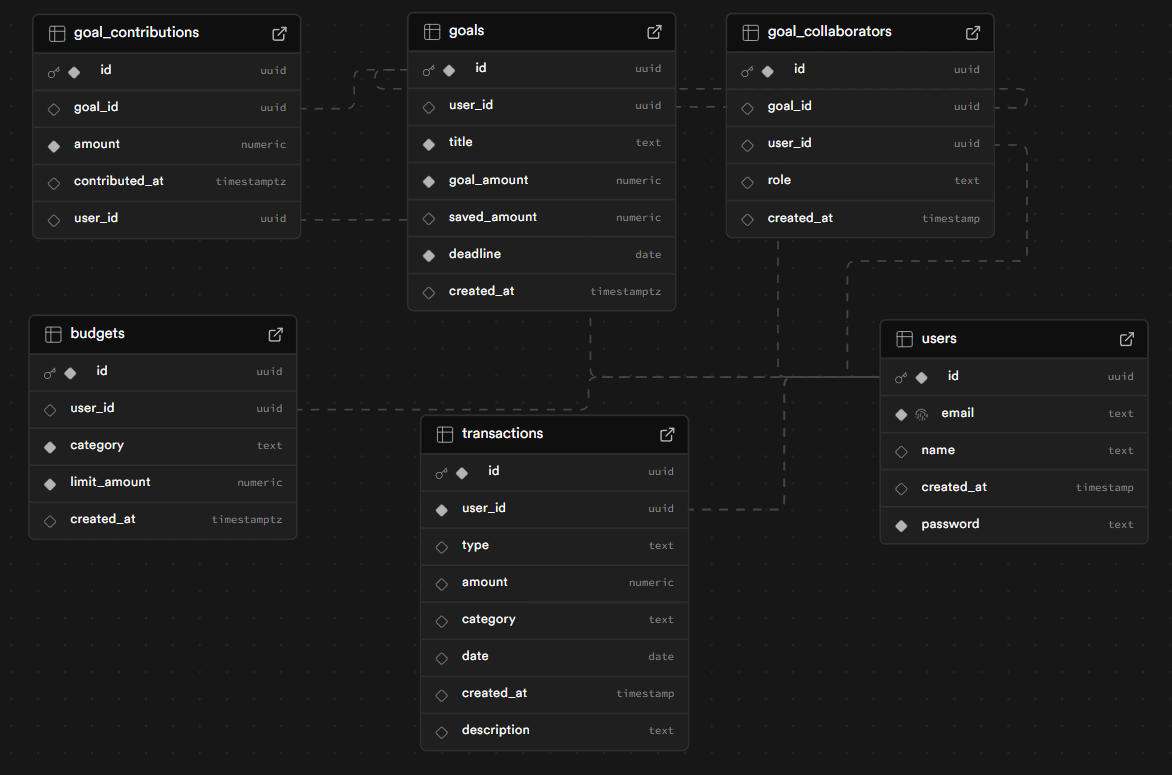 goal_contributions
id uuid
goal_id uuid
amount numeric
contributed_at timestamptz
user_id uuid
goals
id uuid
user_id uuid
title text
goal_amount numeric
saved_amount numeric
deadline date
created_at timestamptz
goal_collaborators
id uuid
goal_id uuid
user_id uuid
role text
created_at timestamp
budgets
id uuid
user_id uuid
category text
limit_amount numeric
created_at timestamptz
transactions
id uuid
user_id uuid
type text
amount numeric
category text
date date
created_at timestamp
description text
users
id uuid
email text
name text
created_at timestamp
password text